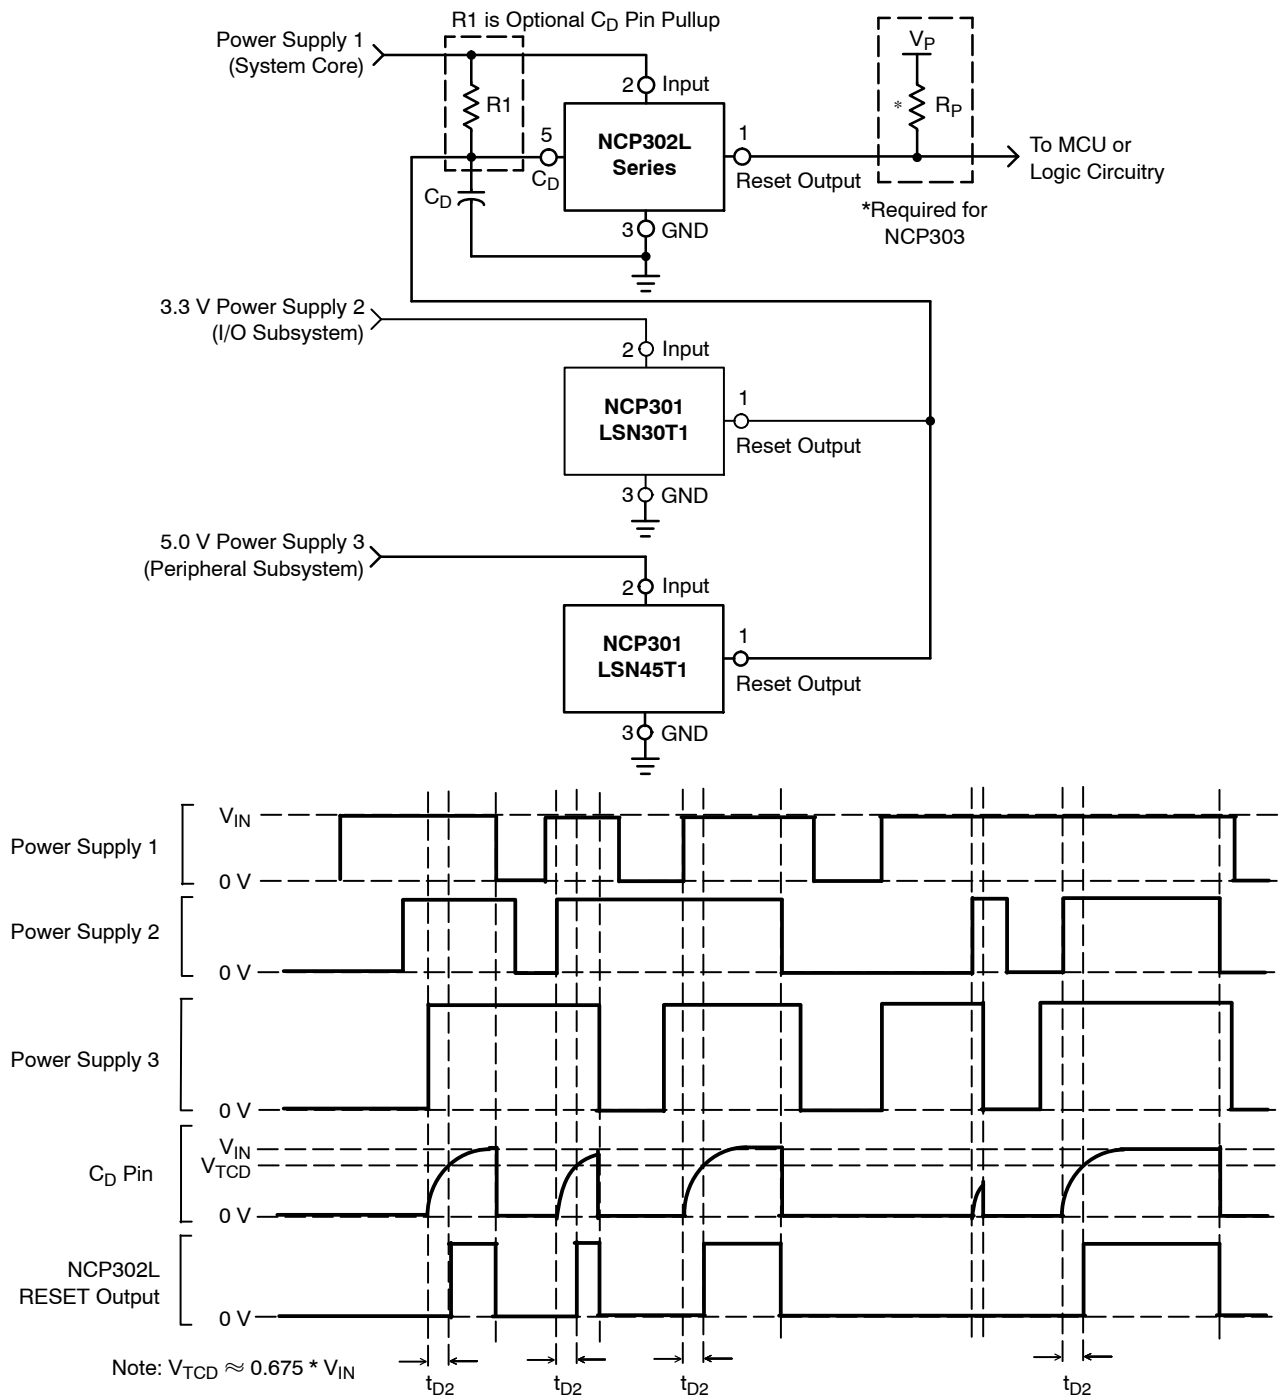 R1 is Optional CD Pin Pullup
Power Supply 1
(System Core)
R1
2
Input
VP
*
RP
5
CD
NCP302L
Series
1
Reset Output
To MCU or
Logic Circuitry
CD
3
GND
*Required for
NCP303
3.3 V Power Supply 2
(I/O Subsystem)
2
Input
NCP301
LSN30T1
1
Reset Output
3
GND
5.0 V Power Supply 3
(Peripheral Subsystem)
2
Input
NCP301
LSN45T1
1
Reset Output
3
GND
VIN
Power Supply 1
0 V
Power Supply 2
0 V
Power Supply 3
0 V
VIN
VTCD
CD Pin
0 V
NCP302L
RESET Output
0 V
Note: VTCD ≈ 0.675 * VIN
tD2
tD2
tD2
tD2